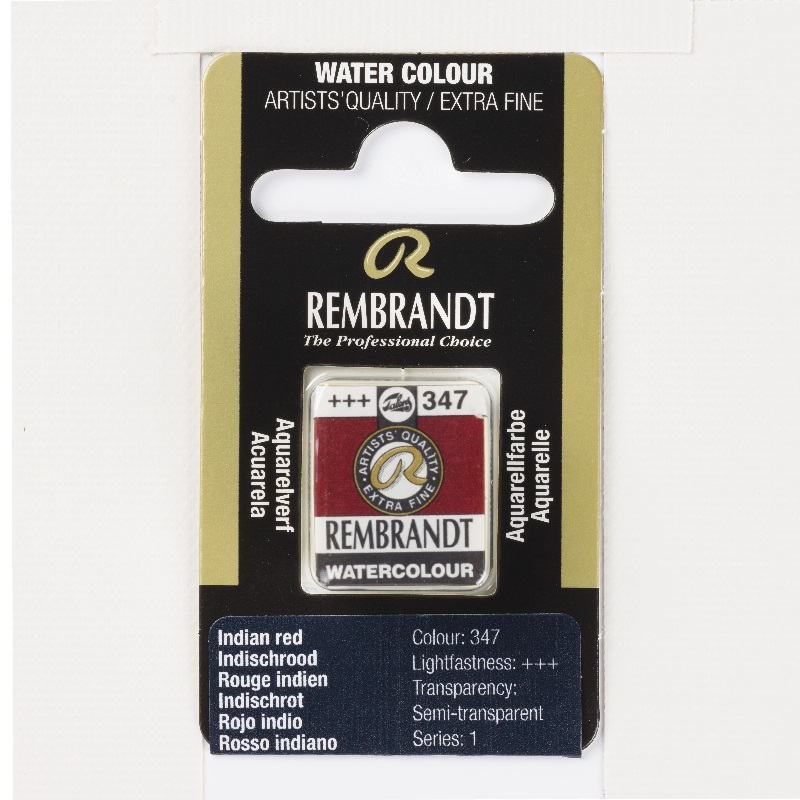 WATER COLOUR
ARTISTS'QUALITY / EXTRA FINE
R
REMBRANDT
The Professional Choice
+++ Talens 347
ARTISTS' QUALITY
R
EXTRA FINE
REMBRANDT
WATERCOLOUR
Aquarelverf
Acuarela
Aquarellfarbe
Aquarelle
Indian red
Indischrood
Rouge indien
Indischrot
Rojo indio
Rosso indiano
Colour: 347
Lightfastness: +++
Transparency:
Semi-transparent
Series: 1